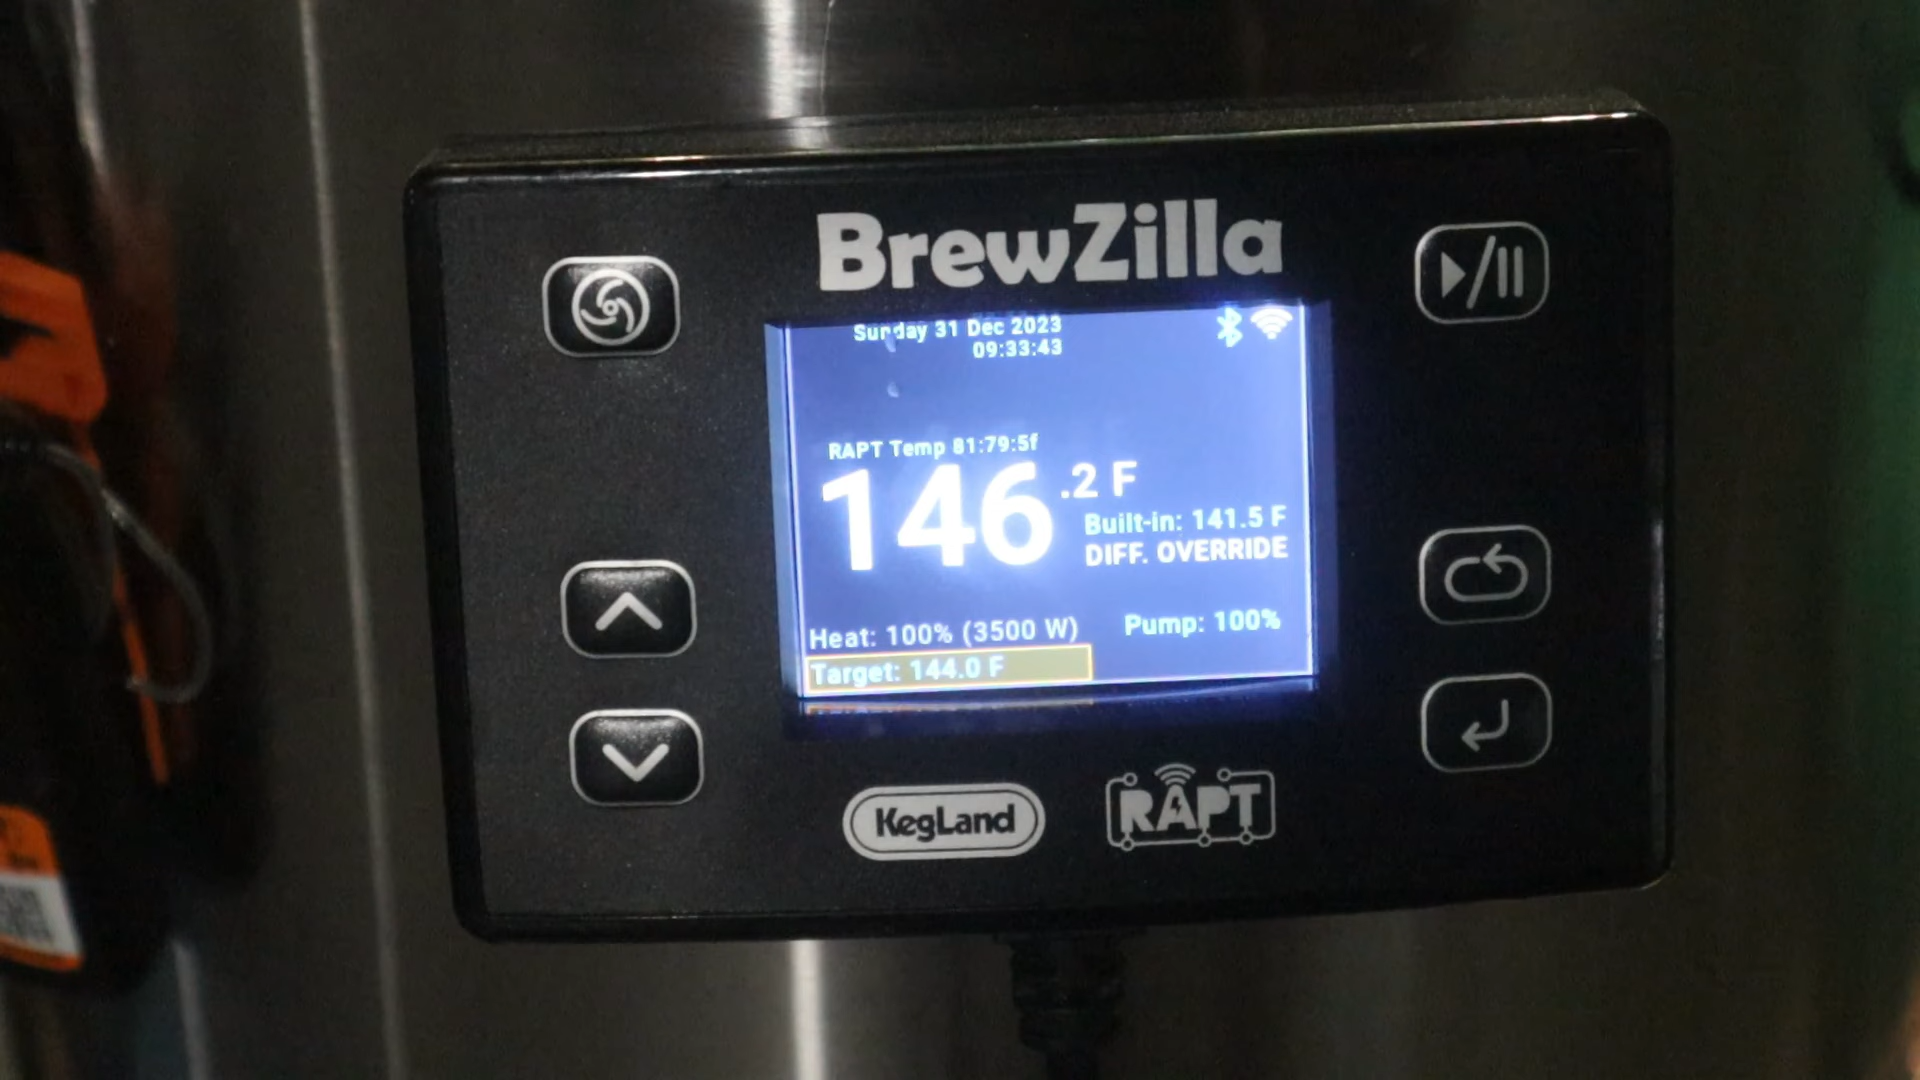 BrewZilla
Sunday 31 Dec 2023
09:33:43
RAPT Temp 81:79:5f
146.2 F
Built-in: 141.5 F
DIFF. OVERRIDE
Heat: 100% (3500 W)
Pump: 100%
Target: 144.0 F
KegLand
RAPT